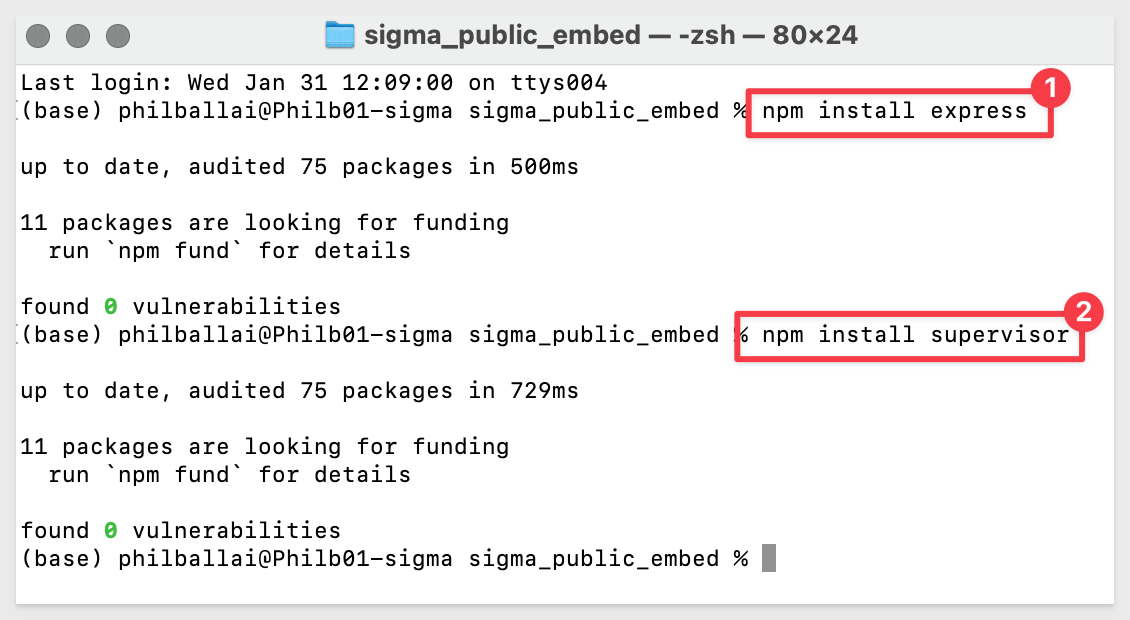 sigma_public_embed — -zsh — 80×24
Last login: Wed Jan 31 12:09:00 on ttys004
(base) philballai@Philb01-sigma sigma_public_embed % npm install express
1
up to date, audited 75 packages in 500ms
11 packages are looking for funding
run `npm fund` for details
found 0 vulnerabilities
(base) philballai@Philb01-sigma sigma_public_embed % npm install supervisor
2
up to date, audited 75 packages in 729ms
11 packages are looking for funding
run `npm fund` for details
found 0 vulnerabilities
(base) philballai@Philb01-sigma sigma_public_embed %